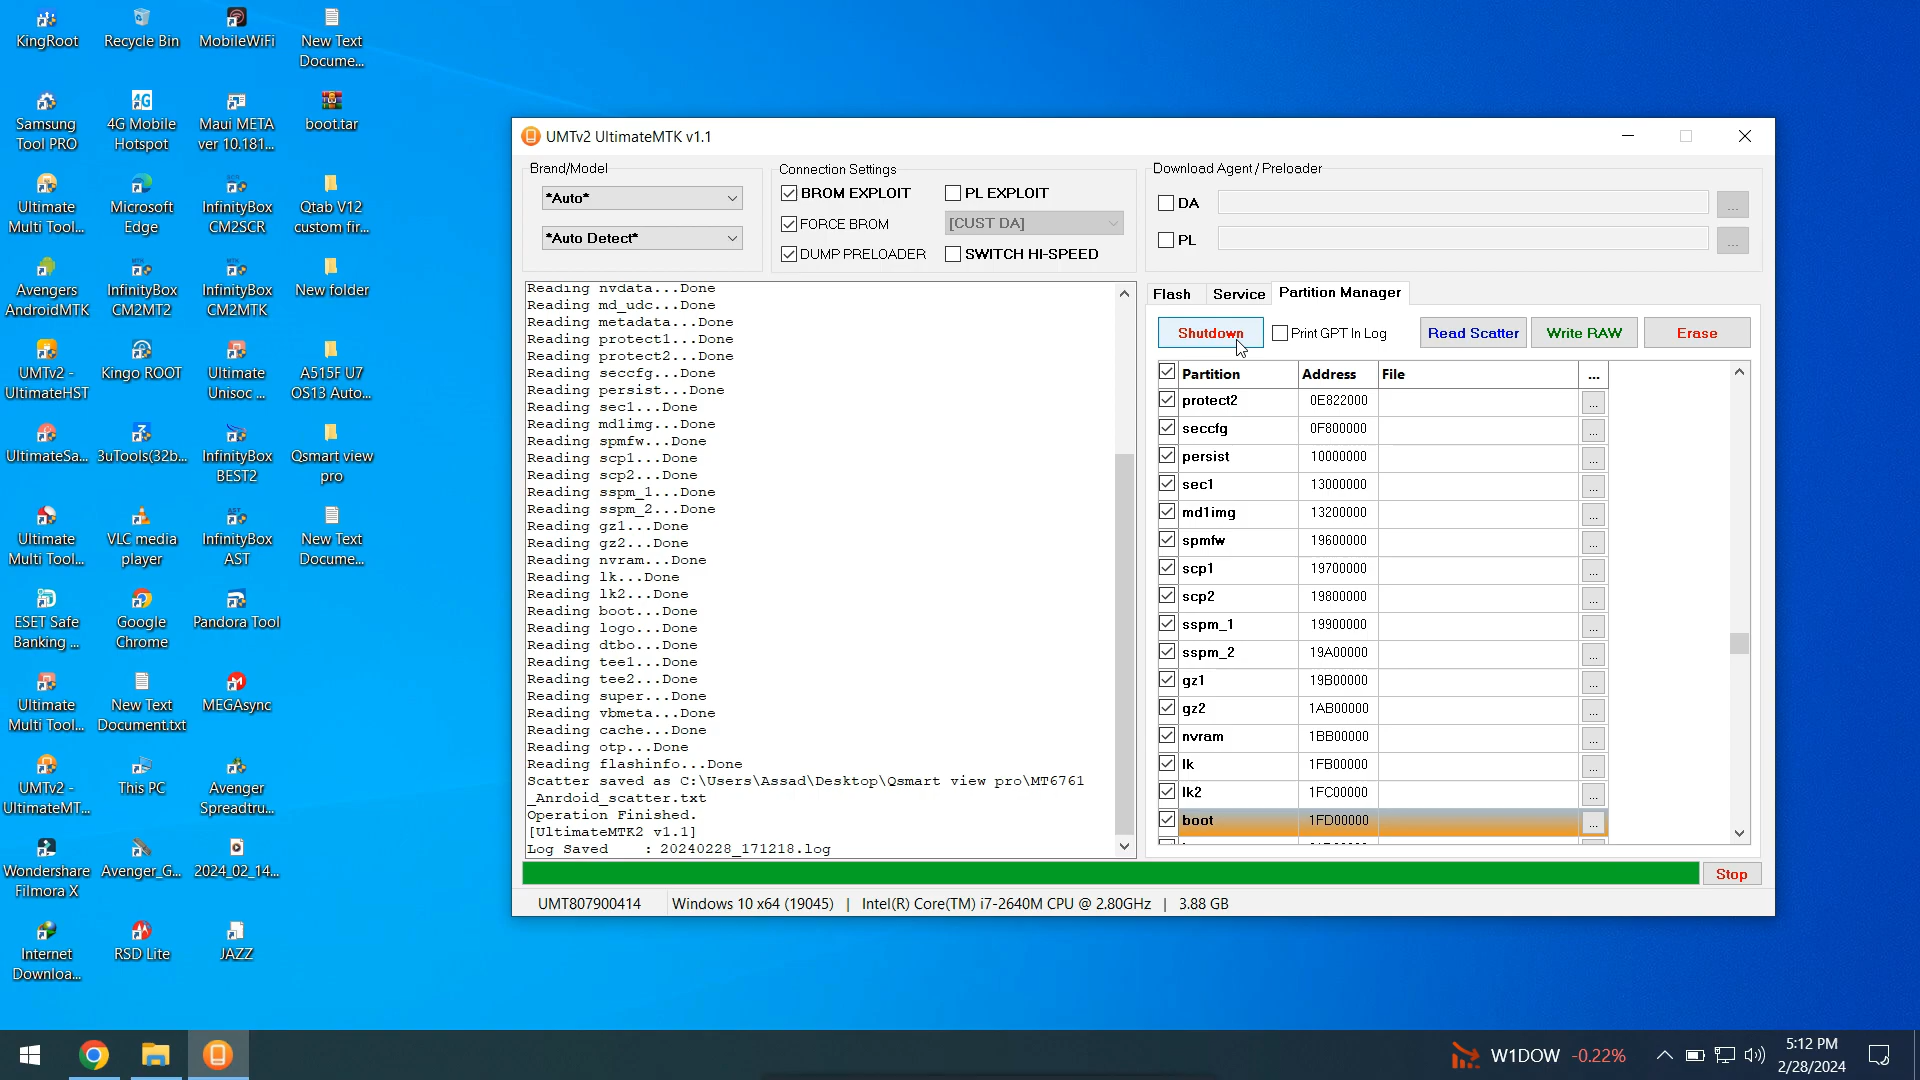 KingRoot
Recycle Bin
MobileWiFi
New Text
Docume...
Samsung
Tool PRO
4G Mobile
Hotspot
Maui META
ver 10.181...
boot.tar
Ultimate
Multi Tool...
Microsoft
Edge
InfinityBox
CM2SCR
Qtab V12
custom fir...
Avengers
AndroidMTK
InfinityBox
CM2MT2
InfinityBox
CM2MTK
New folder
UMTv2 -
UltimateHST
Kingo ROOT
Ultimate
Unisoc ...
A515F U7
OS13 Auto...
UltimateSa...
3uTools(32b...
InfinityBox
BEST2
Qsmart view
pro
Ultimate
Multi Tool...
VLC media
player
InfinityBox
AST
New Text
Docume...
ESET Safe
Banking ...
Google
Chrome
Pandora Tool
Ultimate
Multi Tool...
New Text
Document.txt
MEGAsync
UMTv2 -
UltimateMT...
This PC
Avenger
Spreadtru...
Wondershare
Filmora X
Avenger_G...
2024_02_14...
Internet
Downloa...
RSD Lite
JAZZ
UMTv2 UltimateMTK v1.1
Brand/Model
*Auto*
*Auto Detect*
Connection Settings
BROM EXPLOIT
PL EXPLOIT
FORCE BROM
[CUST DA]
DUMP PRELOADER
SWITCH HI-SPEED
Download Agent / Preloader
DA
...
PL
...
Reading nvdata...Done
Reading md_udc...Done
Reading metadata...Done
Reading protect1...Done
Reading protect2...Done
Reading seccfg...Done
Reading persist...Done
Reading sec1...Done
Reading md1img...Done
Reading spmfw...Done
Reading scp1...Done
Reading scp2...Done
Reading sspm_1...Done
Reading sspm_2...Done
Reading gz1...Done
Reading gz2...Done
Reading nvram...Done
Reading lk...Done
Reading lk2...Done
Reading boot...Done
Reading logo...Done
Reading dtbo...Done
Reading tee1...Done
Reading tee2...Done
Reading super...Done
Reading vbmeta...Done
Reading cache...Done
Reading otp...Done
Reading flashinfo...Done
Scatter saved as C:\Users\Assad\Desktop\Qsmart view pro\MT6761
_Anrdoid_scatter.txt
Operation Finished.
[UltimateMTK2 v1.1]
Log Saved : 20240228_171218.log
Flash Service Partition Manager
Shutdown
Print GPT In Log
Read Scatter
Write RAW
Erase
Partition Address File ...
protect2 0E822000 ...
seccfg 0F800000 ...
persist 10000000 ...
sec1 13000000 ...
md1img 13200000 ...
spmfw 19600000 ...
scp1 19700000 ...
scp2 19800000 ...
sspm_1 19900000 ...
sspm_2 19A00000 ...
gz1 19B00000 ...
gz2 1AB00000 ...
nvram 1BB00000 ...
lk 1FB00000 ...
lk2 1FC00000 ...
boot 1FD00000 ...
Stop
UMT807900414
Windows 10 x64 (19045) | Intel(R) Core(TM) i7-2640M CPU @ 2.80GHz | 3.88 GB
W1DOW -0.22%
5:12 PM
2/28/2024